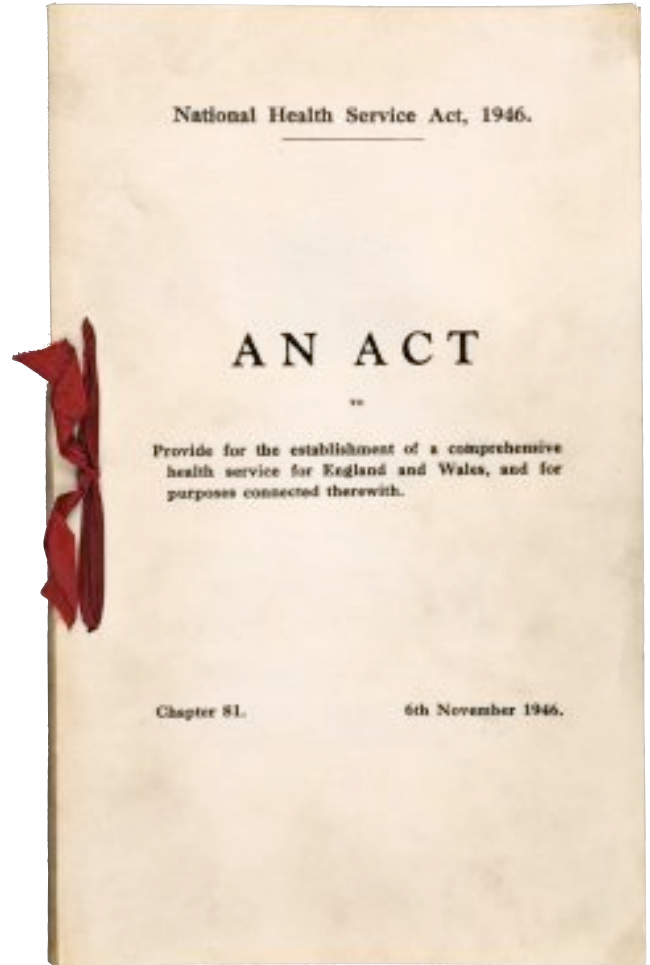 National Health Service Act, 1946.
AN ACT
TO
Provide for the establishment of a comprehensive
health service for England and Wales, and for
purposes connected therewith.
Chapter 81.
6th November 1946.